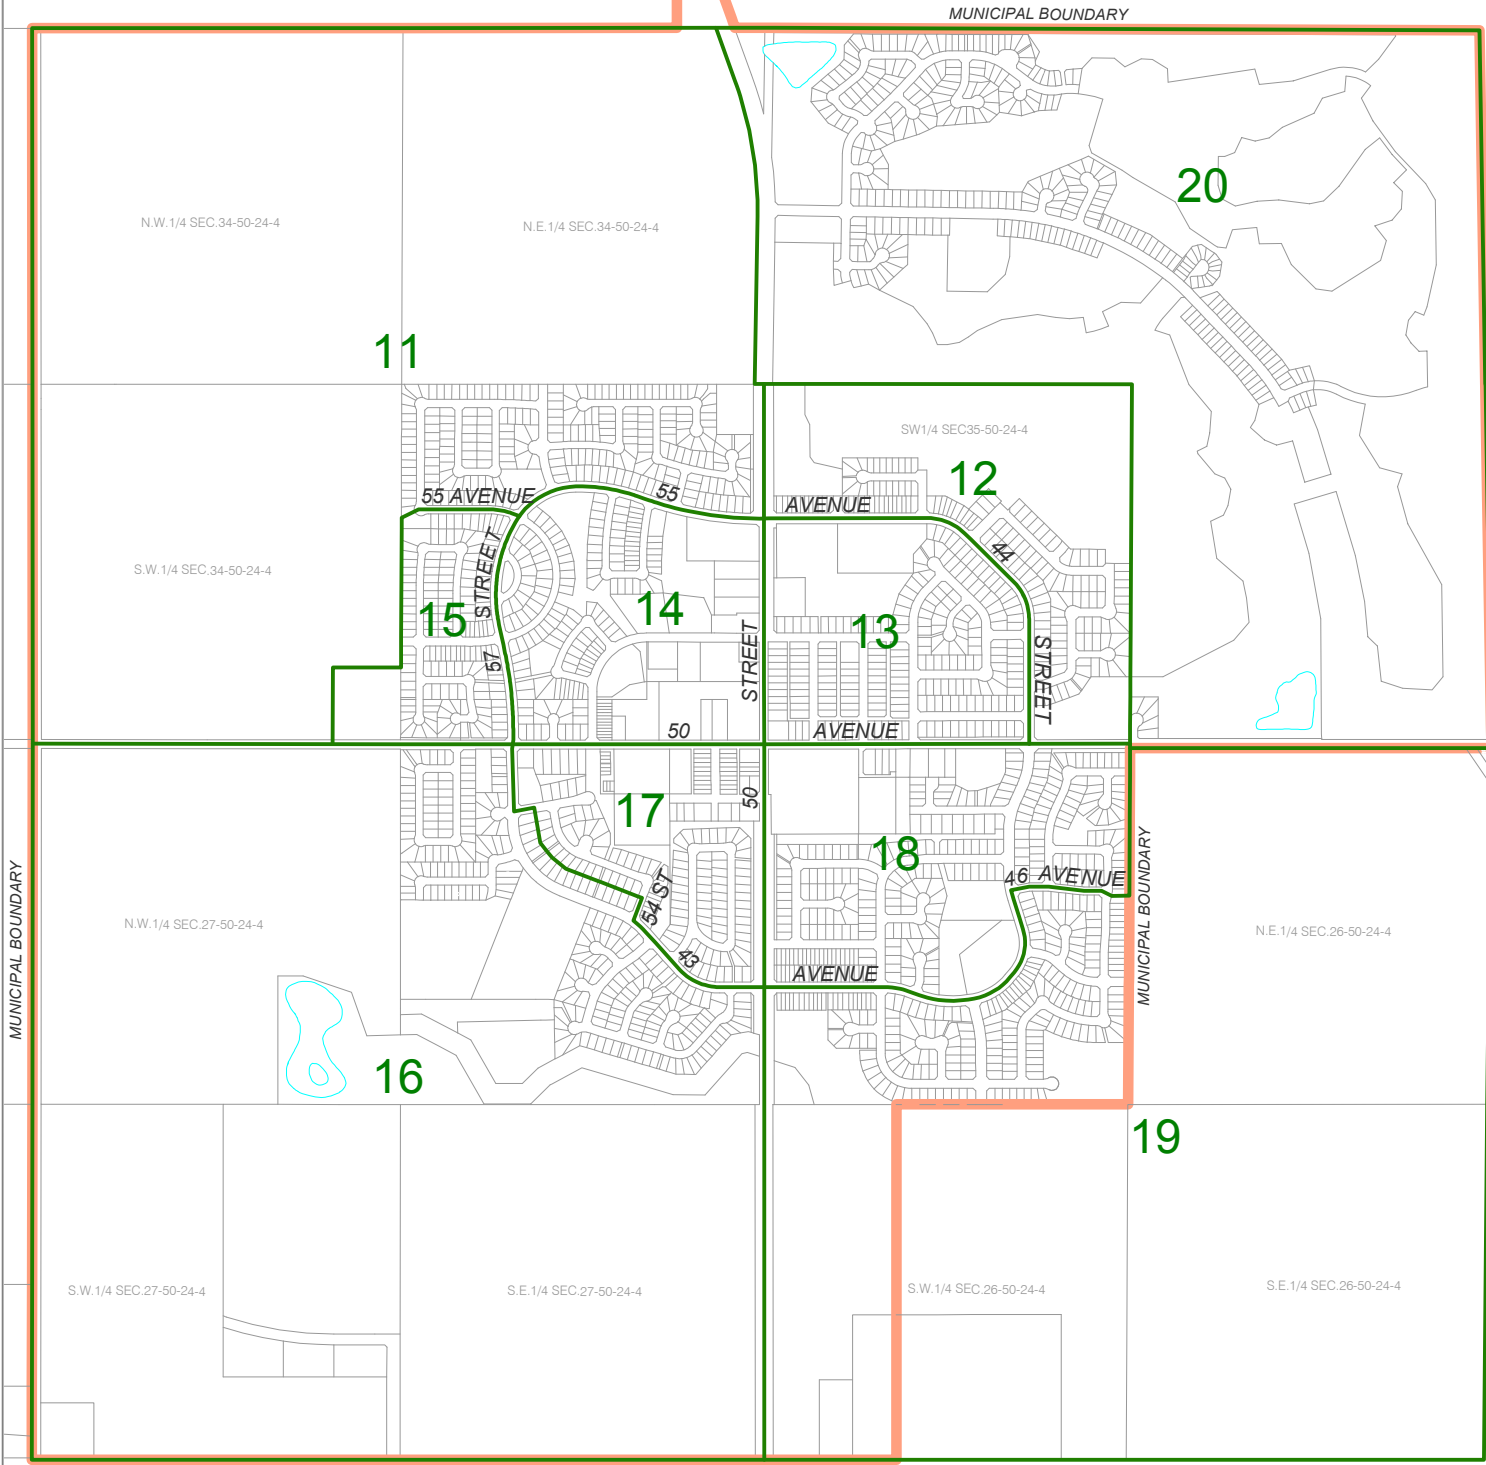 MUNICIPAL BOUNDARY
20
N.W.1/4 SEC.34-50-24-4
N.E.1/4 SEC.34-50-24-4
11
SW1/4 SEC35-50-24-4
12
55 AVENUE
55
AVENUE
44
STREET
S.W.1/4 SEC.34-50-24-4
15
14
13
57
STREET
STREET
50
AVENUE
50
17
18
46 AVENUE
MUNICIPAL BOUNDARY
MUNICIPAL BOUNDARY
54 ST
N.W.1/4 SEC.27-50-24-4
N.E.1/4 SEC.26-50-24-4
43
AVENUE
16
19
S.W.1/4 SEC.27-50-24-4
S.E.1/4 SEC.27-50-24-4
S.W.1/4 SEC.26-50-24-4
S.E.1/4 SEC.26-50-24-4